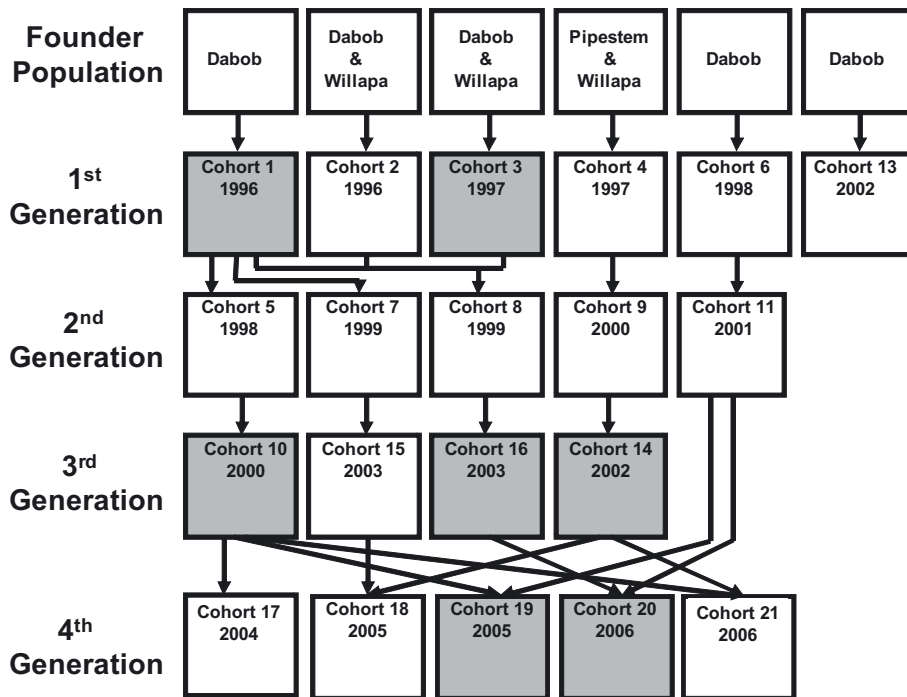 Founder
Population
Dabob
Dabob
&
Willapa
Dabob
&
Willapa
Pipestem
&
Willapa
Dabob
Dabob
1st
Generation
Cohort 1
1996
Cohort 2
1996
Cohort 3
1997
Cohort 4
1997
Cohort 6
1998
Cohort 13
2002
2nd
Generation
Cohort 5
1998
Cohort 7
1999
Cohort 8
1999
Cohort 9
2000
Cohort 11
2001
3rd
Generation
Cohort 10
2000
Cohort 15
2003
Cohort 16
2003
Cohort 14
2002
4th
Generation
Cohort 17
2004
Cohort 18
2005
Cohort 19
2005
Cohort 20
2006
Cohort 21
2006